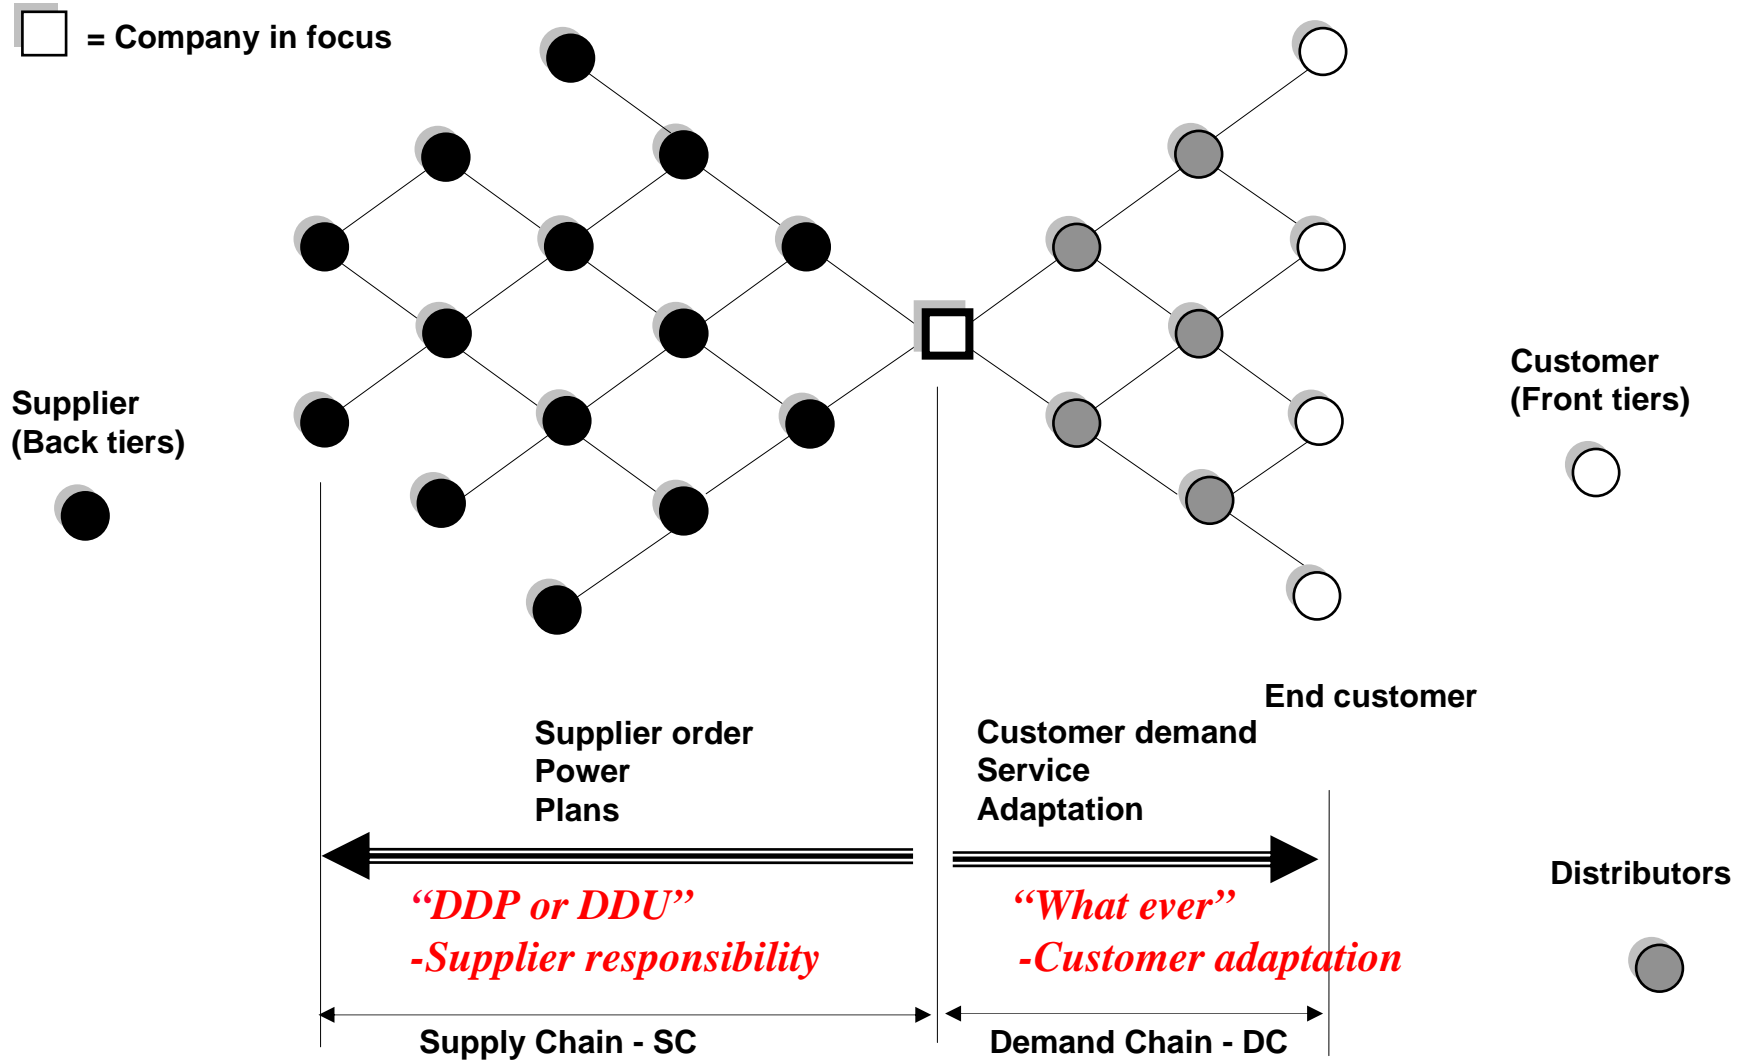 = Company in focus
Supplier
(Back tiers)
Customer
(Front tiers)
End customer
Supplier order
Power
Plans
Customer demand
Service
Adaptation
Distributors
“DDP or DDU”
-Supplier responsibility
“What ever”
-Customer adaptation
Supply Chain - SC
Demand Chain - DC